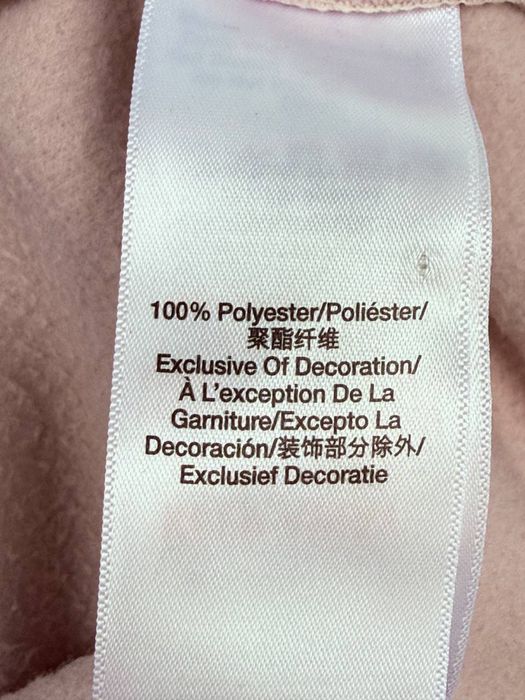 100% Polyester/Poliéster/
聚酯纤维
Exclusive Of Decoration/
À L'exception De La
Garniture/Excepto La
Decoración/装饰部分除外/
Exclusief Decoratie